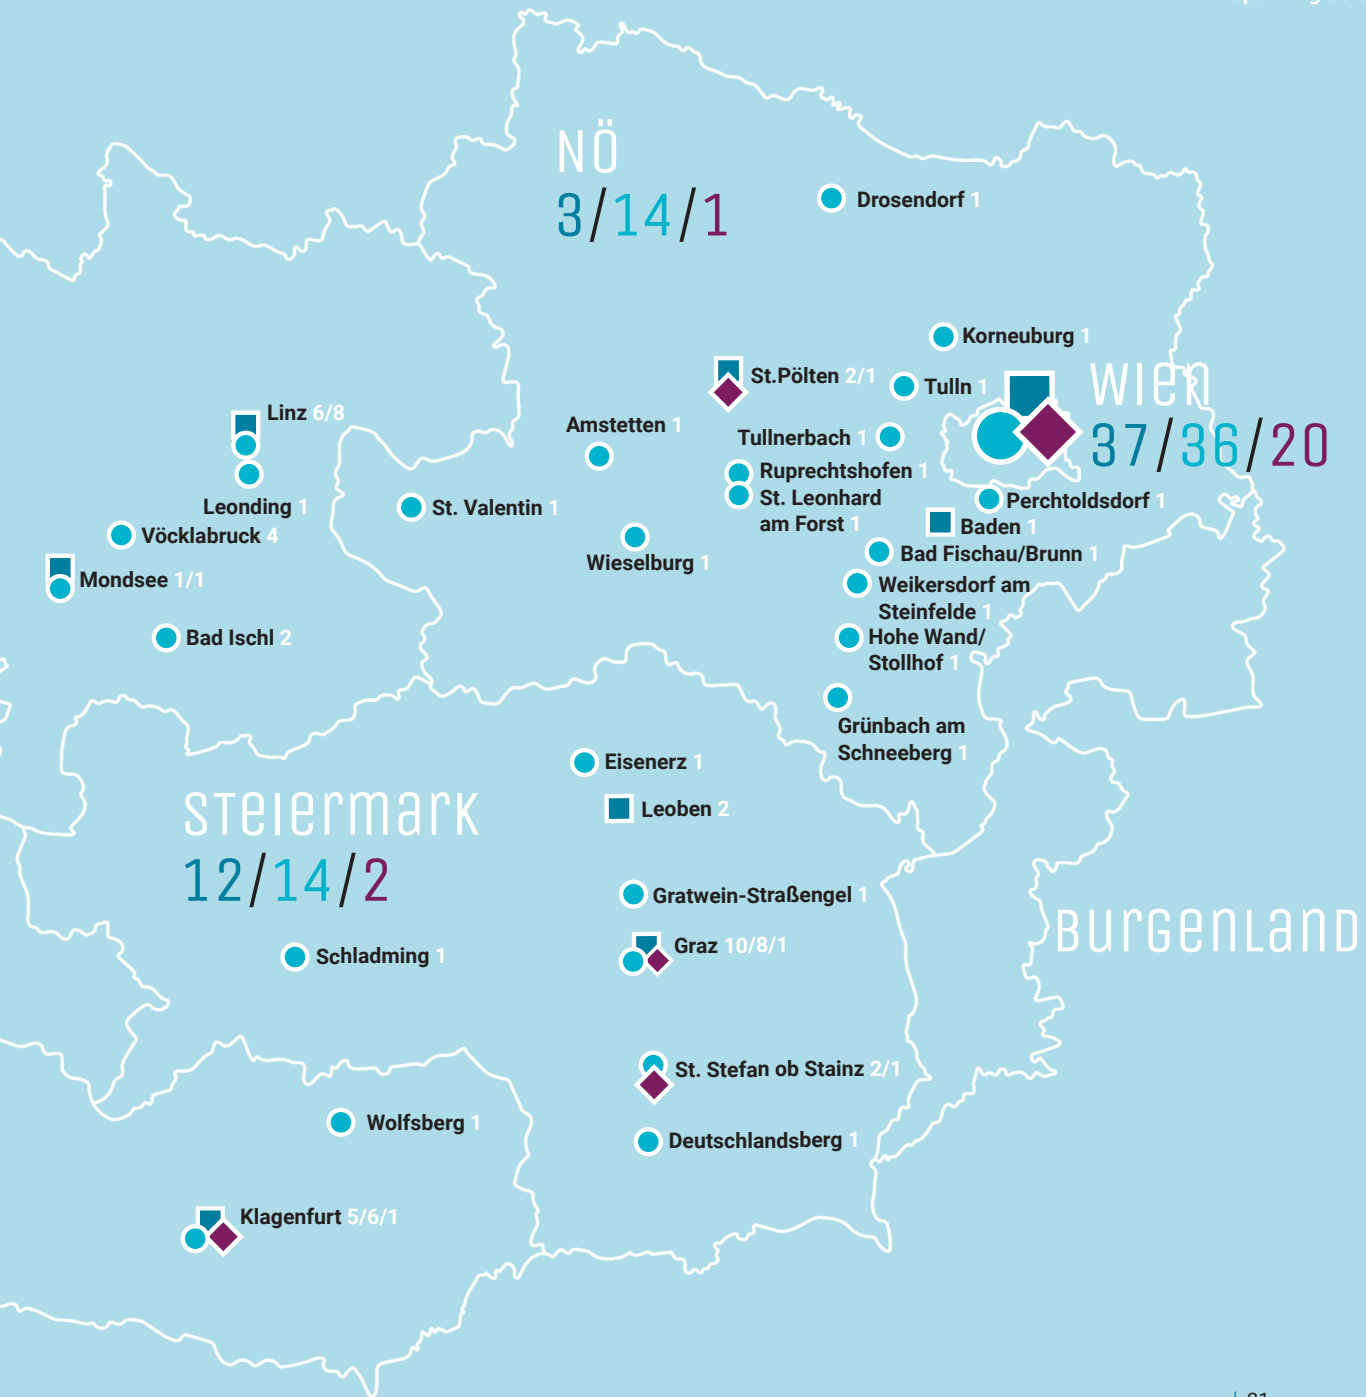 NÖ
3/14/1
Drosendorf 1
Korneuburg 1
St.Pölten 2/1
Tulln 1
Wien
37/36/20
Linz 6/8
Amstetten 1
Tullnerbach 1
Ruprechtshofen 1
Leonding 1
St. Valentin 1
St. Leonhard
am Forst 1
Perchtoldsdorf 1
Baden 1
Vöcklabruck 4
Wieselburg 1
Bad Fischau/Brunn 1
Mondsee 1/1
Weikersdorf am
Steinfelde 1
Bad Ischl 2
Hohe Wand/
Stollhof 1
Grünbach am
Schneeberg 1
Eisenerz 1
Steiermark
12/14/2
Leoben 2
Gratwein-Straßengel 1
Burgenland
Graz 10/8/1
Schladming 1
St. Stefan ob Stainz 2/1
Wolfsberg 1
Deutschlandsberg 1
Klagenfurt 5/6/1